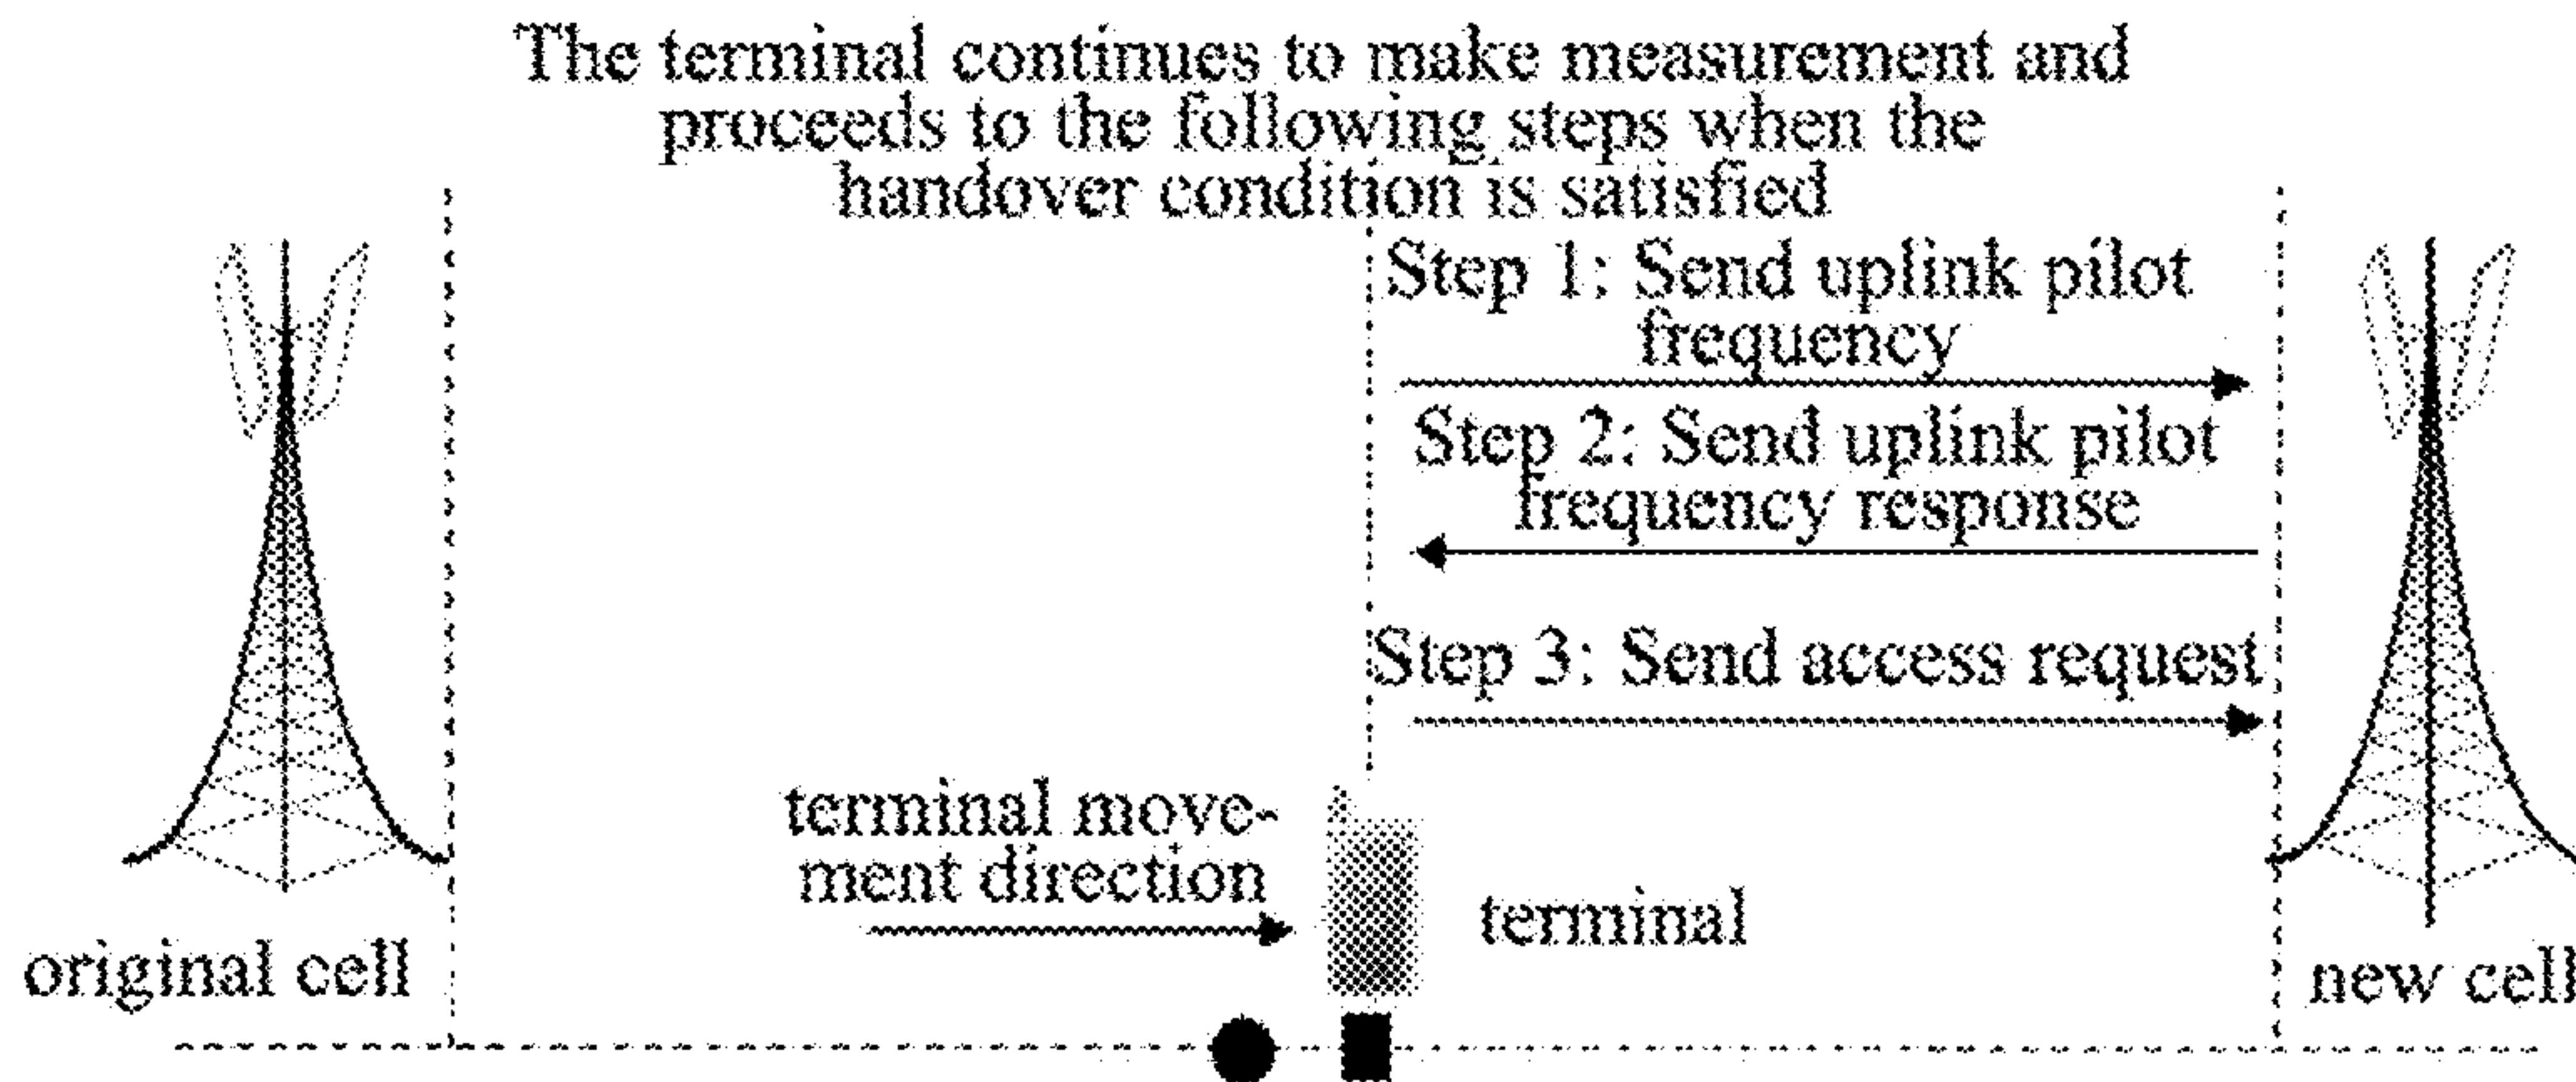 The terminal continues to make measurement and
proceeds to the following steps when the
handover condition is satisfied
Step 1: Send uplink pilot
frequency
Step 2: Send uplink pilot
frequency response
Step 3: Send access request
terminal move-
ment direction
terminal
original cell
new cell